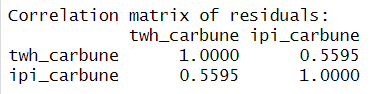 Correlation matrix of residuals:
            twh_carbune ipi_carbune
twh_carbune      1.0000      0.5595
ipi_carbune      0.5595      1.0000